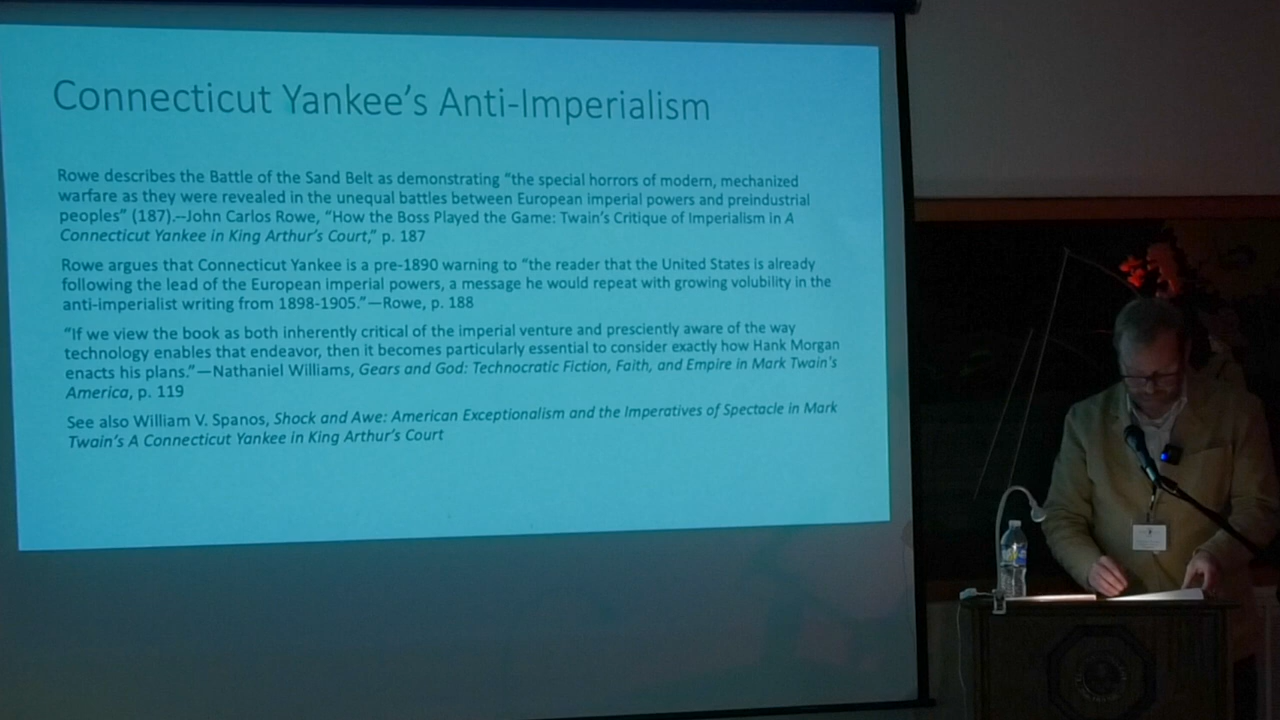 Connecticut Yankee's Anti-Imperialism
Rowe describes the Battle of the Sand Belt as demonstrating “the special horrors of modern, mechanized
warfare as they were revealed in the unequal battles between European imperial powers and preindustrial
peoples” (187).—John Carlos Rowe, “How the Boss Played the Game: Twain's Critique of Imperialism in A
Connecticut Yankee in King Arthur's Court,” p. 187
Rowe argues that Connecticut Yankee is a pre-1890 warning to “the reader that the United States is already
following the lead of the European imperial powers, a message he would repeat with growing volubility in the
anti-imperialist writing from 1898-1905.”—Rowe, p. 188
“If we view the book as both inherently critical of the imperial venture and presciently aware of the way
technology enables that endeavor, then it becomes particularly essential to consider exactly how Hank Morgan
enacts his plans.”—Nathaniel Williams, Gears and God: Technocratic Fiction, Faith, and Empire in Mark Twain's
America, p. 119
See also William V. Spanos, Shock and Awe: American Exceptionalism and the Imperatives of Spectacle in Mark
Twain's A Connecticut Yankee in King Arthur's Court